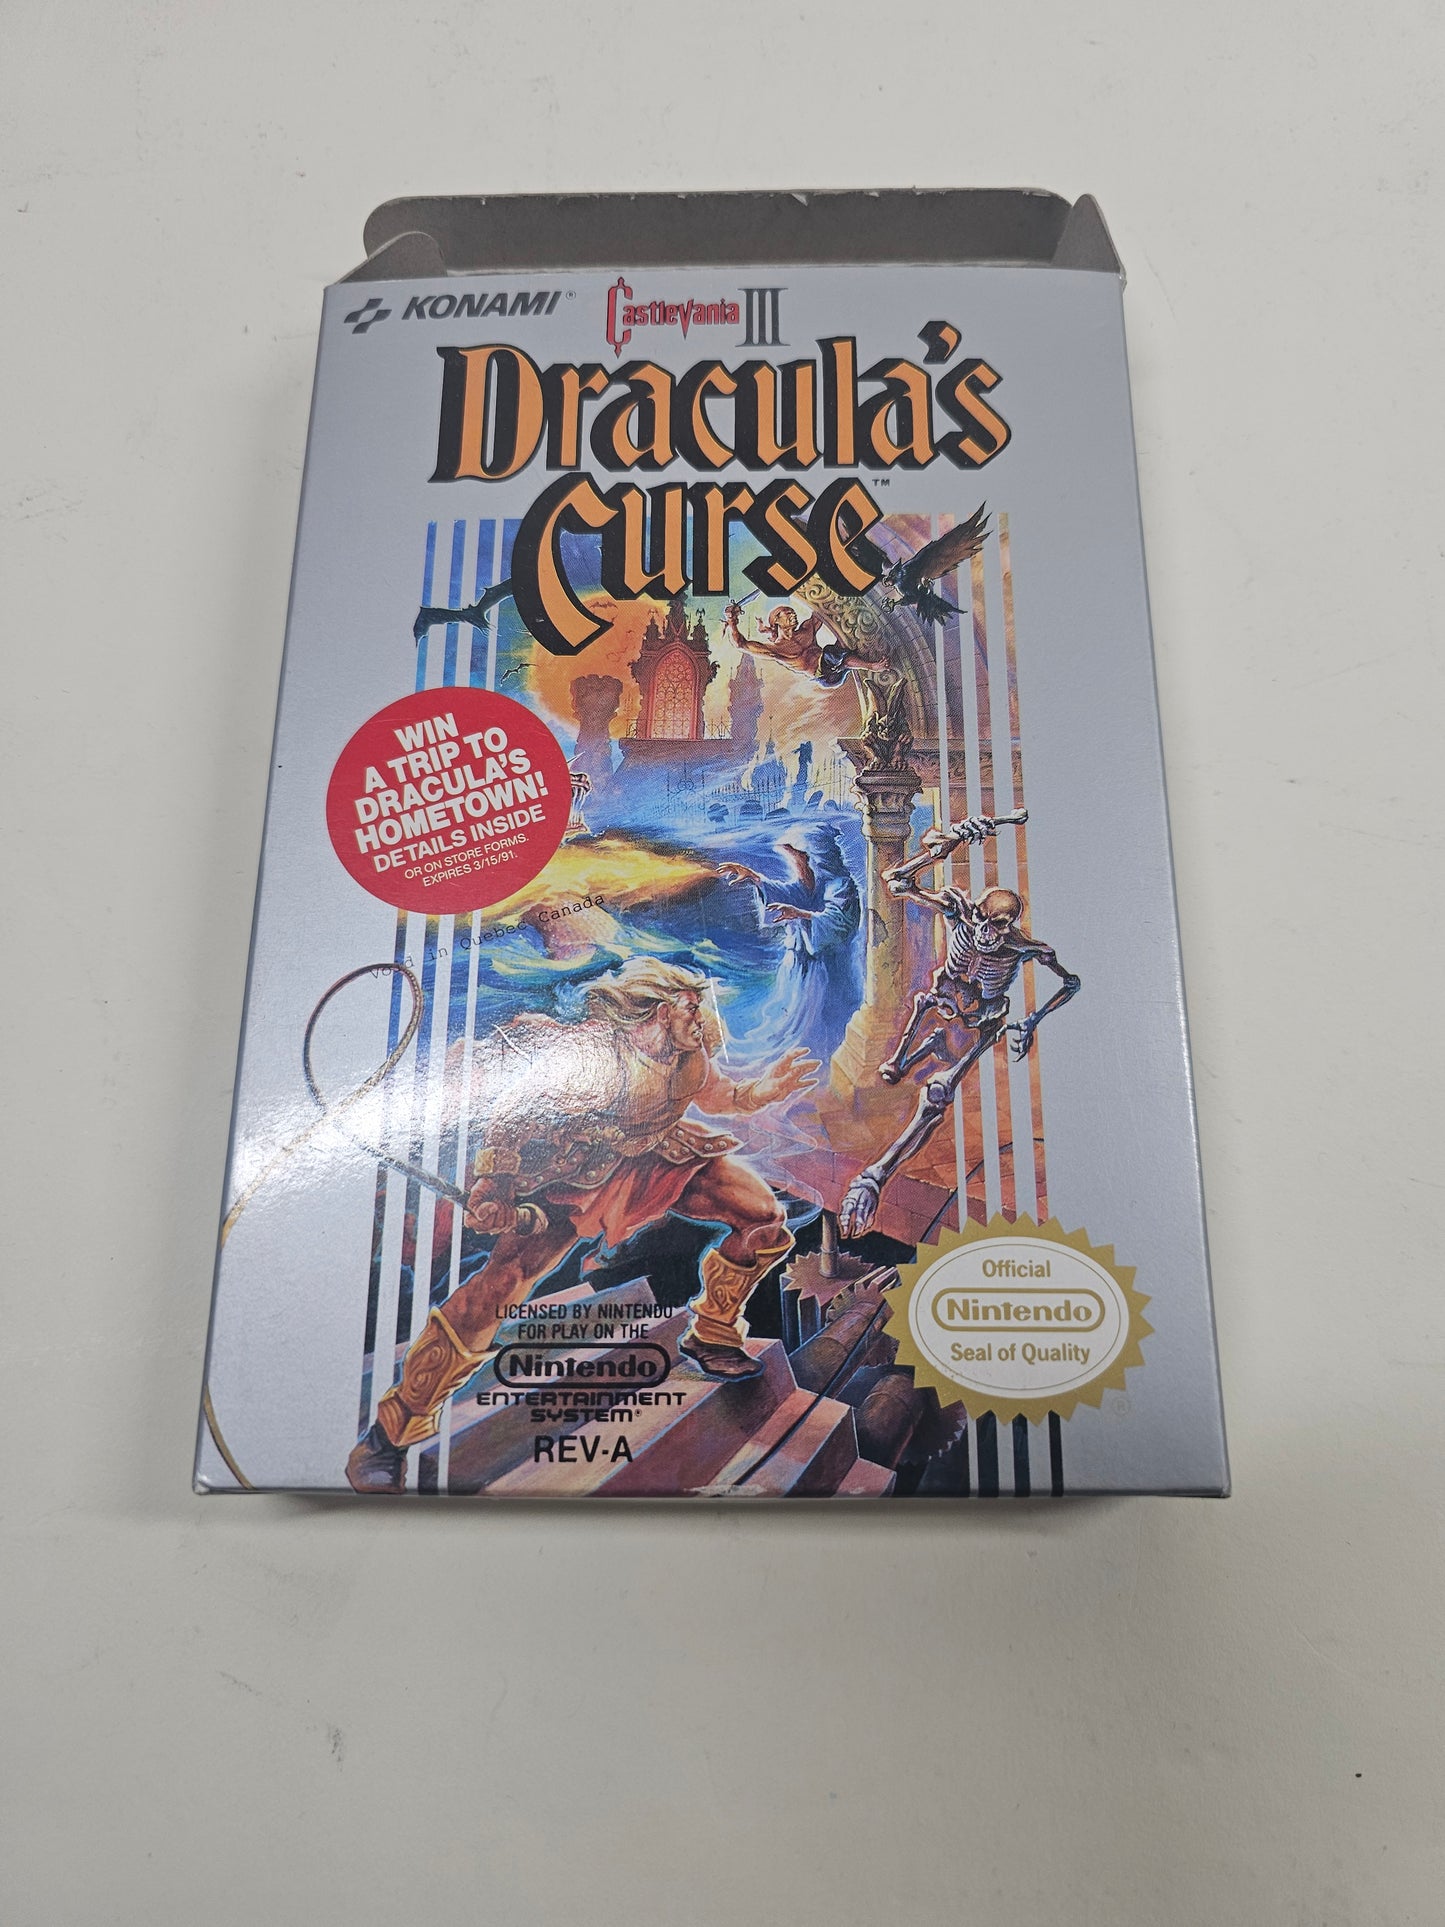 KONAMI®
Castlevania III
Dracula's
Curse™
WIN
A TRIP TO
DRACULA'S
HOMETOWN!
DETAILS INSIDE
OR ON STORE FORMS.
EXPIRES 3/15/91.
Void in Quebec Canada
LICENSED BY NINTENDO®
FOR PLAY ON THE
Nintendo
ENTERTAINMENT
SYSTEM®
REV-A
Official
Nintendo
Seal of Quality
®